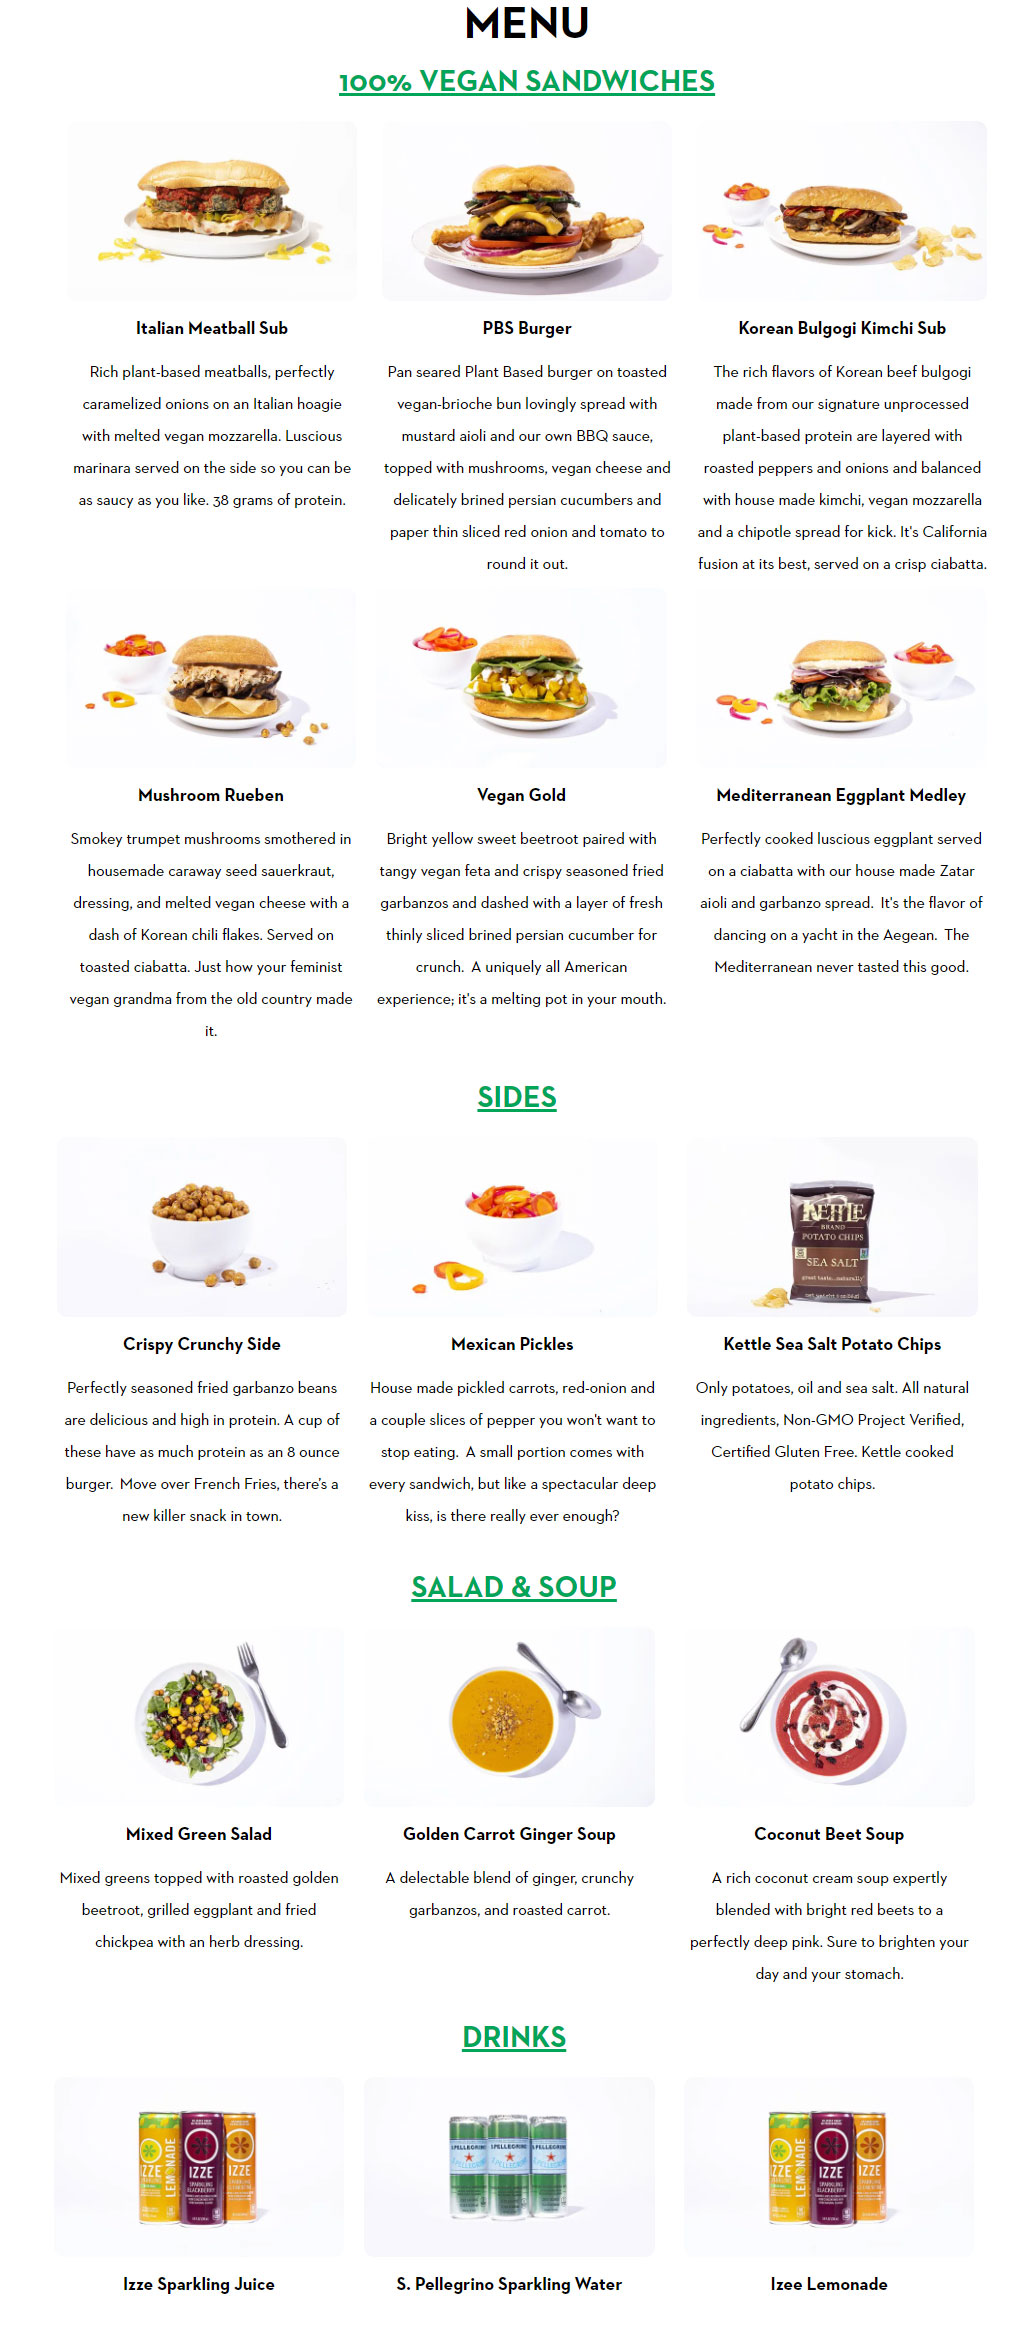 MENU
100% VEGAN SANDWICHES
Italian Meatball Sub
Rich plant-based meatballs, perfectly
caramelized onions on an Italian hoagie
with melted vegan mozzarella. Luscious
marinara served on the side so you can be
as saucy as you like. 38 grams of protein.
PBS Burger
Pan seared Plant Based burger on toasted
vegan-brioche bun lovingly spread with
mustard aioli and our own BBQ sauce,
topped with mushrooms, vegan cheese and
delicately brined persian cucumbers and
paper thin sliced red onion and tomato to
round it out.
Korean Bulgogi Kimchi Sub
The rich flavors of Korean beef bulgogi
made from our signature unprocessed
plant-based protein are layered with
roasted peppers and onions and balanced
with house made kimchi, vegan mozzarella
and a chipotle spread for kick. It's California
fusion at its best, served on a crisp ciabatta.
Mushroom Rueben
Smokey trumpet mushrooms smothered in
housemade caraway seed sauerkraut,
dressing, and melted vegan cheese with a
dash of Korean chili flakes. Served on
toasted ciabatta. Just how your feminist
vegan grandma from the old country made
it.
Vegan Gold
Bright yellow sweet beetroot paired with
tangy vegan feta and crispy seasoned fried
garbanzos and dashed with a layer of fresh
thinly sliced brined persian cucumber for
crunch. A uniquely all American
experience; it's a melting pot in your mouth.
Mediterranean Eggplant Medley
Perfectly cooked luscious eggplant served
on a ciabatta with our house made Zatar
aioli and garbanzo spread. It's the flavor of
dancing on a yacht in the Aegean. The
Mediterranean never tasted this good.
SIDES
KETTLE
BRAND
POTATO CHIPS
SEA SALT
great taste...naturally
Crispy Crunchy Side
Perfectly seasoned fried garbanzo beans
are delicious and high in protein. A cup of
these have as much protein as an 8 ounce
burger. Move over French Fries, there's a
new killer snack in town.
Mexican Pickles
House made pickled carrots, red-onion and
a couple slices of pepper you won't want to
stop eating. A small portion comes with
every sandwich, but like a spectacular deep
kiss, is there really ever enough?
Kettle Sea Salt Potato Chips
Only potatoes, oil and sea salt. All natural
ingredients, Non-GMO Project Verified,
Certified Gluten Free. Kettle cooked
potato chips.
SALAD & SOUP
Mixed Green Salad
Mixed greens topped with roasted golden
beetroot, grilled eggplant and fried
chickpea with an herb dressing.
Golden Carrot Ginger Soup
A delectable blend of ginger, crunchy
garbanzos, and roasted carrot.
Coconut Beet Soup
A rich coconut cream soup expertly
blended with bright red beets to a
perfectly deep pink. Sure to brighten your
day and your stomach.
DRINKS
IZZE
LEMONADE
IZZE
SPARKLING
BLACKBERRY
IZZE
S.PELLEGRINO
S.PELLEGRINO
S.PELLEGRINO
IZZE
LEMONADE
IZZE
SPARKLING
BLACKBERRY
IZZE
Izze Sparkling Juice
S. Pellegrino Sparkling Water
Izee Lemonade